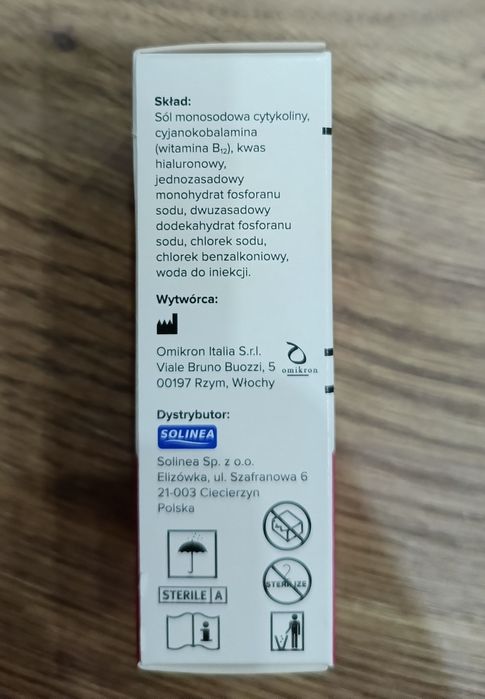 Skład:
Sól monosodowa cytykoliny,
cyjanokobalamina
(witamina B₁₂), kwas
hialuronowy,
jednozasadowy
monohydrat fosforanu
sodu, dwuzasadowy
dodekahydrat fosforanu
sodu, chlorek sodu,
chlorek benzalkoniowy,
woda do iniekcji.
Wytwórca:
Omikron Italia S.r.l.
Viale Bruno Buozzi, 5
00197 Rzym, Włochy
omikron
Dystrybutor:
SOLINEA
Solinea Sp. z o.o.
Elizówka, ul. Szafranowa 6
21-003 Ciecierzyn
Polska
2
STERILIZE
STERILE A
i